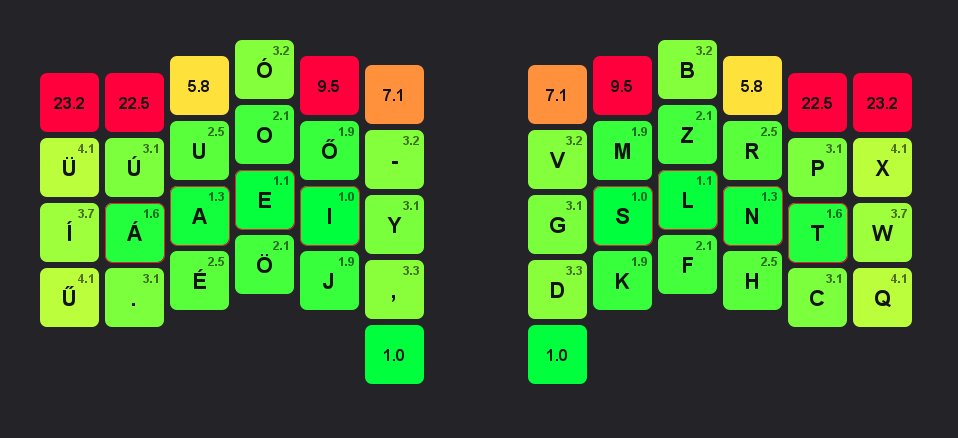 23.2 22.5 5.8 3.2 Ó 9.5 7.1 7.1 9.5 3.2 B 5.8 22.5 23.2
4.1 Ü 3.1 Ú 2.5 U 2.1 O 1.9 Ő 3.2 - 3.2 V 1.9 M 2.1 Z 2.5 R 3.1 P 4.1 X
3.7 Í 1.6 Á 1.3 A 1.1 E 1.0 I 3.1 Y 3.1 G 1.0 S 1.1 L 1.3 N 1.6 T 3.7 W
4.1 Ű 3.1 . 2.5 É 2.1 Ö 1.9 J 3.3 , 3.3 D 1.9 K 2.1 F 2.5 H 3.1 C 4.1 Q
1.0 1.0